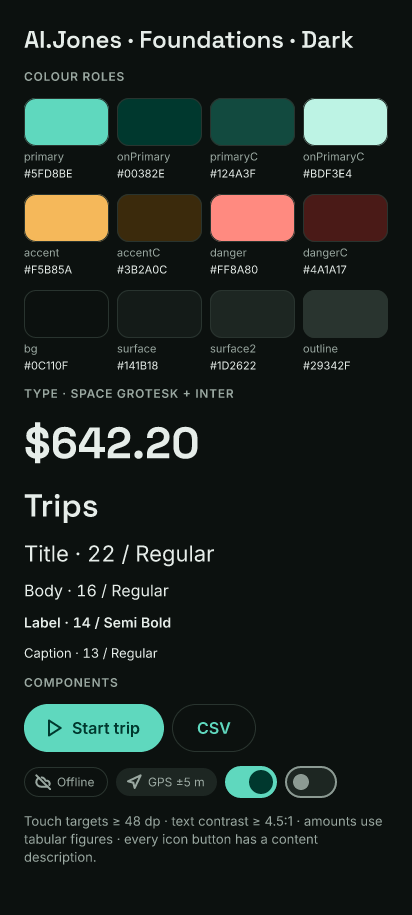 AI.Jones · Foundations · Dark
COLOUR ROLES
primary onPrimary primaryC onPrimaryC
#5FD8BE #00382E #124A3F #BDF3E4
accent accentC danger dangerC
#F5B85A #3B2A0C #FF8A80 #4A1A17
bg surface surface2 outline
#0C110F #141B18 #1D2622 #29342F
TYPE · SPACE GROTESK + INTER
$642.20
Trips
Title · 22 / Regular
Body · 16 / Regular
Label · 14 / Semi Bold
Caption · 13 / Regular
COMPONENTS
Start trip CSV
Offline GPS ±5 m
Touch targets ≥ 48 dp · text contrast ≥ 4.5:1 · amounts use
tabular figures · every icon button has a content
description.